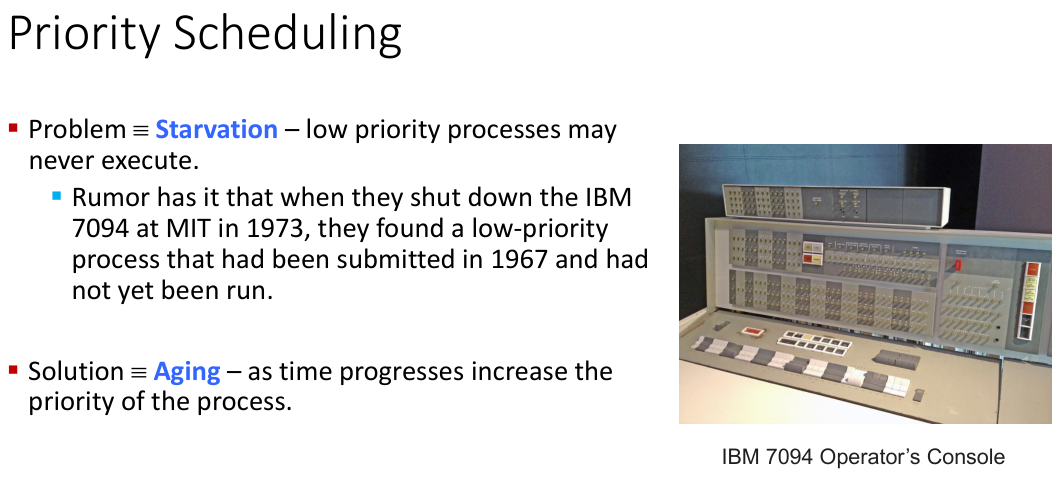 Priority Scheduling
▪ Problem ≡ Starvation – low priority processes may
never execute.
▪ Rumor has it that when they shut down the IBM
7094 at MIT in 1973, they found a low-priority
process that had been submitted in 1967 and had
not yet been run.
▪ Solution ≡ Aging – as time progresses increase the
priority of the process.
IBM 7094 Operator’s Console